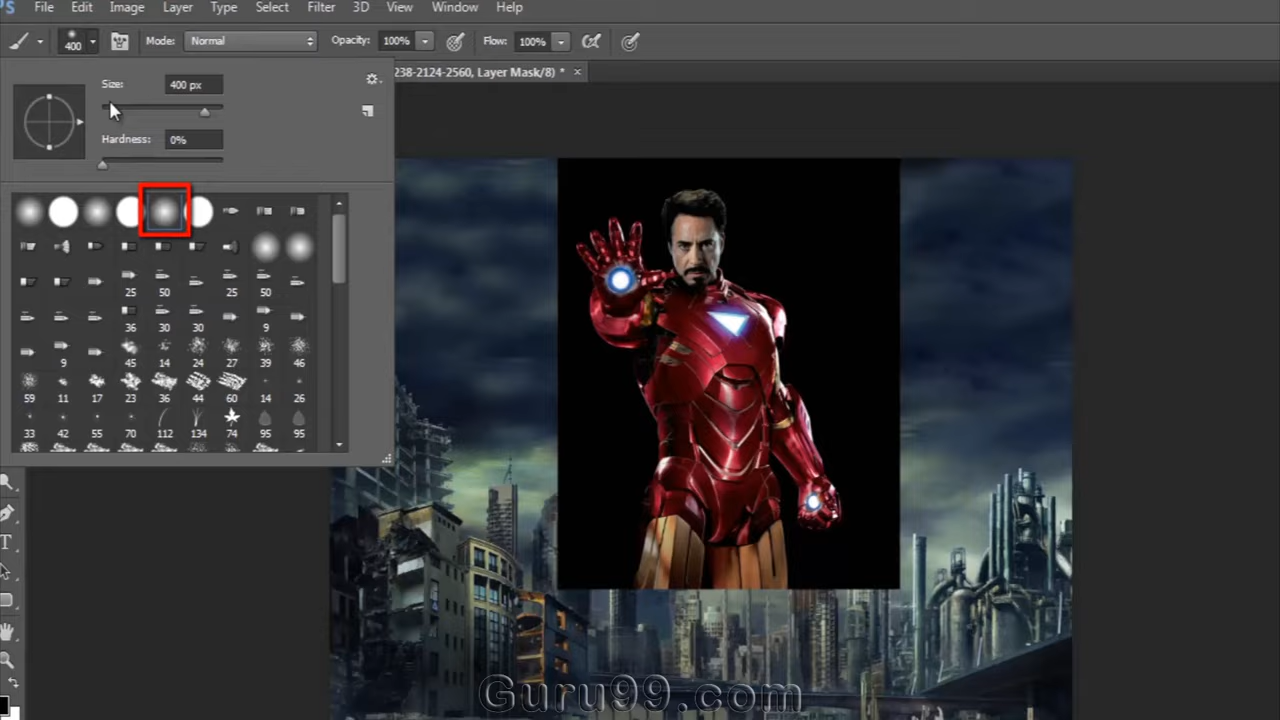 PS File Edit Image Layer Type Select Filter 3D View Window Help
400 Mode: Normal Opacity: 100% Flow: 100%
238-2124-2560, Layer Mask/8) * ×
Size: 400 px
Hardness: 0%
25 50 25 50
36 30 30 9
9 45 14 24 27 39 46
59 11 17 23 36 44 60 14 26
33 42 55 70 112 134 74 95 95
T
Guru99.com